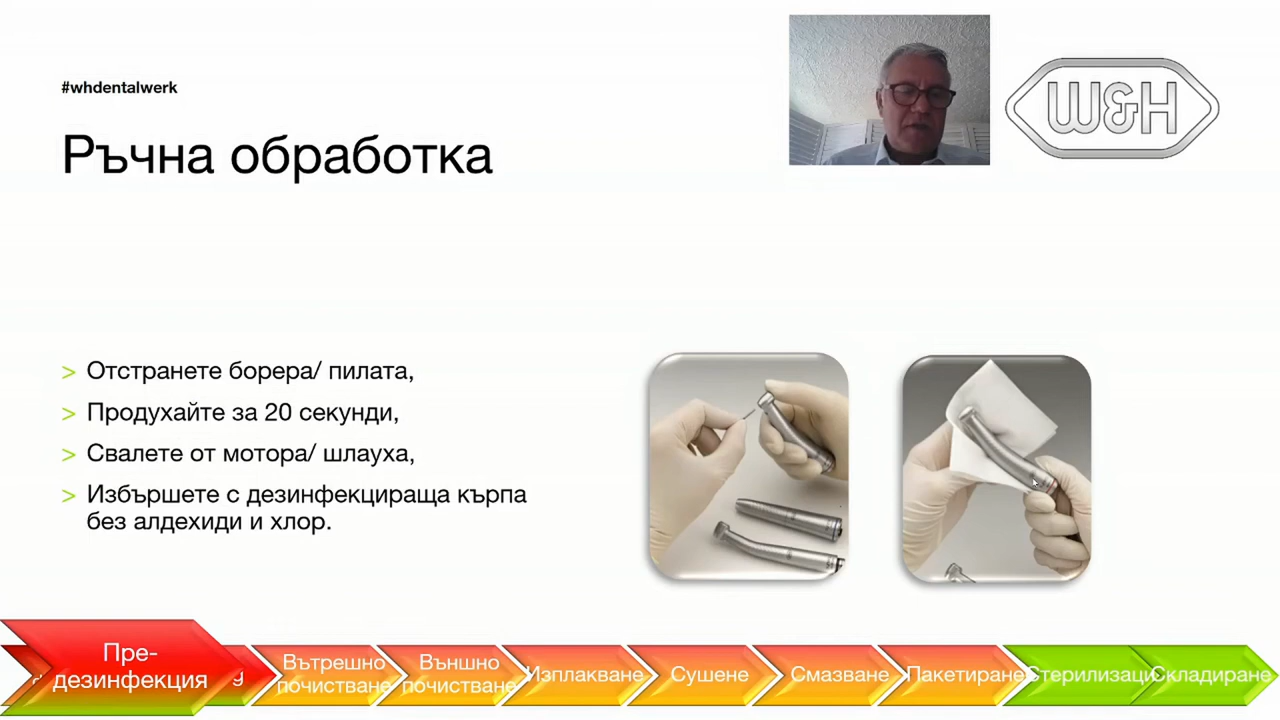 #whdentalwerk
W&H
Ръчна обработка
> Отстранете борера/ пилата,
> Продухайте за 20 секунди,
> Свалете от мотора/ шлауха,
> Избършете с дезинфекцираща кърпа
без алдехиди и хлор.
Пре-
дезинфекция
Вътрешно
почистване
Външно
почистване
Изплакване
Сушене
Смазване
Пакетиране
Стерилизаци
Складиране